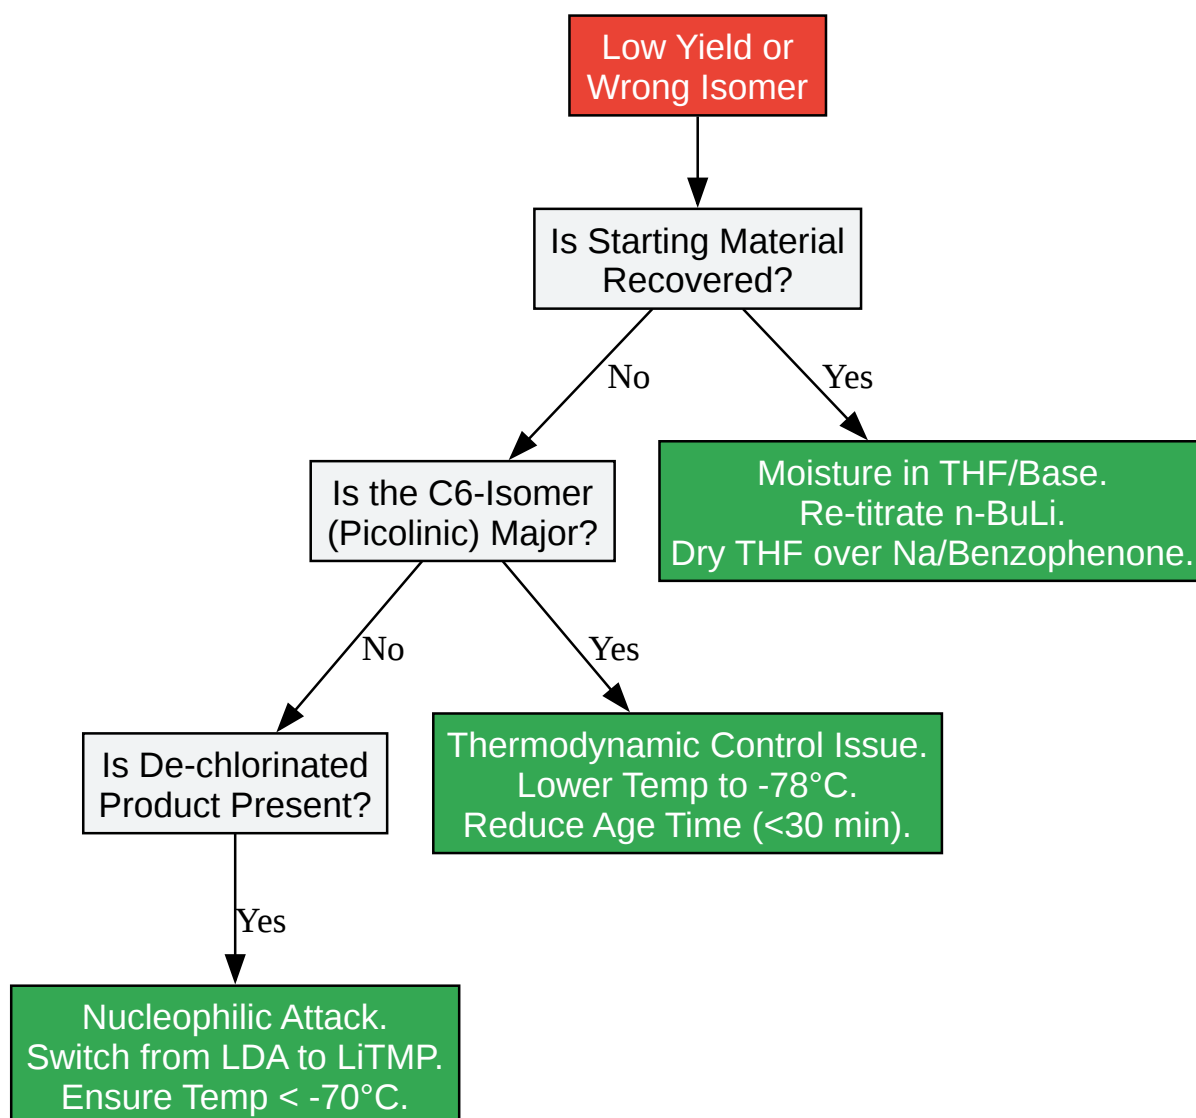 Low Yield or
Wrong Isomer
Is Starting Material
Recovered?
No
Yes
Is the C6-Isomer
(Picolinic) Major?
Moisture in THF/Base.
Re-titrate n-BuLi.
Dry THF over Na/Benzophenone.
No
Yes
Is De-chlorinated
Product Present?
Thermodynamic Control Issue.
Lower Temp to -78°C.
Reduce Age Time (<30 min).
Yes
Nucleophilic Attack.
Switch from LDA to LiTMP.
Ensure Temp < -70°C.